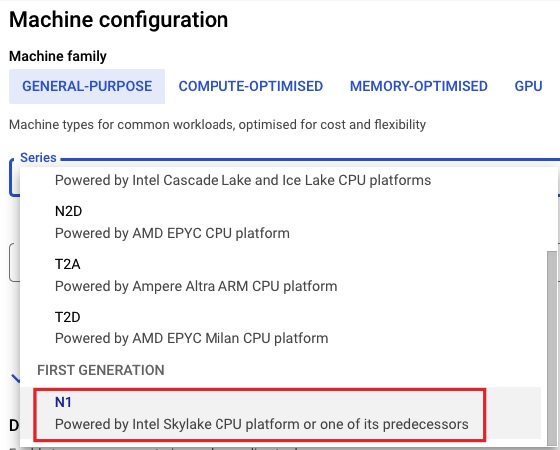 Machine configuration
Machine family
GENERAL-PURPOSE COMPUTE-OPTIMISED MEMORY-OPTIMISED GPU
Machine types for common workloads, optimised for cost and flexibility
Series
Powered by Intel Cascade Lake and Ice Lake CPU platforms
N2D
Powered by AMD EPYC CPU platform
T2A
Powered by Ampere Altra ARM CPU platform
T2D
Powered by AMD EPYC Milan CPU platform
FIRST GENERATION
N1
Powered by Intel Skylake CPU platform or one of its predecessors
D